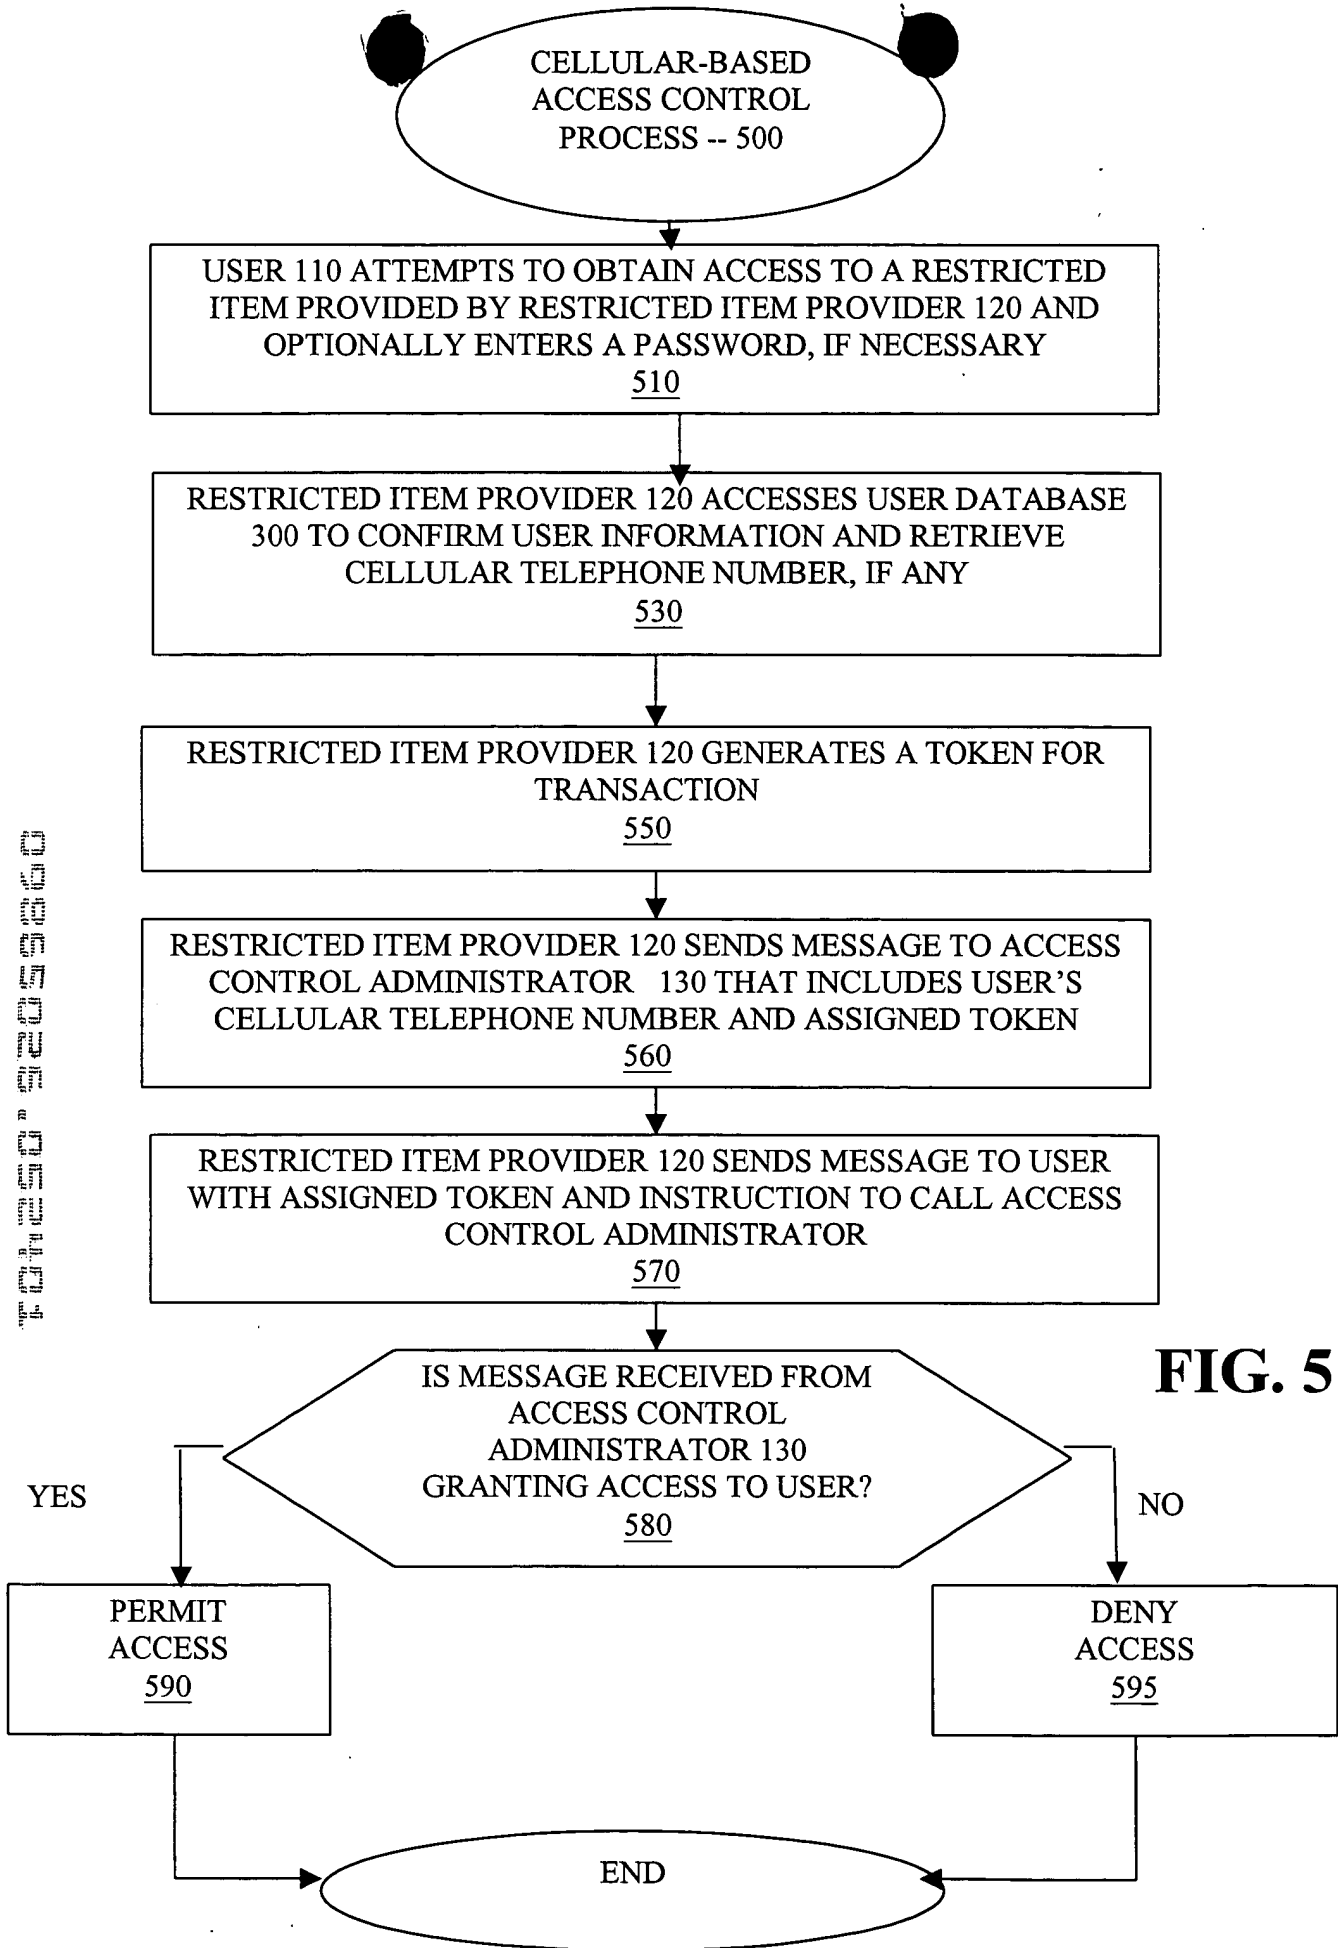 CELLULAR-BASED
ACCESS CONTROL
PROCESS -- 500
USER 110 ATTEMPTS TO OBTAIN ACCESS TO A RESTRICTED
ITEM PROVIDED BY RESTRICTED ITEM PROVIDER 120 AND
OPTIONALLY ENTERS A PASSWORD, IF NECESSARY
510
RESTRICTED ITEM PROVIDER 120 ACCESSES USER DATABASE
300 TO CONFIRM USER INFORMATION AND RETRIEVE
CELLULAR TELEPHONE NUMBER, IF ANY
530
RESTRICTED ITEM PROVIDER 120 GENERATES A TOKEN FOR
TRANSACTION
550
RESTRICTED ITEM PROVIDER 120 SENDS MESSAGE TO ACCESS
CONTROL ADMINISTRATOR 130 THAT INCLUDES USER'S
CELLULAR TELEPHONE NUMBER AND ASSIGNED TOKEN
560
RESTRICTED ITEM PROVIDER 120 SENDS MESSAGE TO USER
WITH ASSIGNED TOKEN AND INSTRUCTION TO CALL ACCESS
CONTROL ADMINISTRATOR
570
FIG. 5
IS MESSAGE RECEIVED FROM
ACCESS CONTROL
ADMINISTRATOR 130
GRANTING ACCESS TO USER?
580
YES
NO
PERMIT
ACCESS
590
DENY
ACCESS
595
END